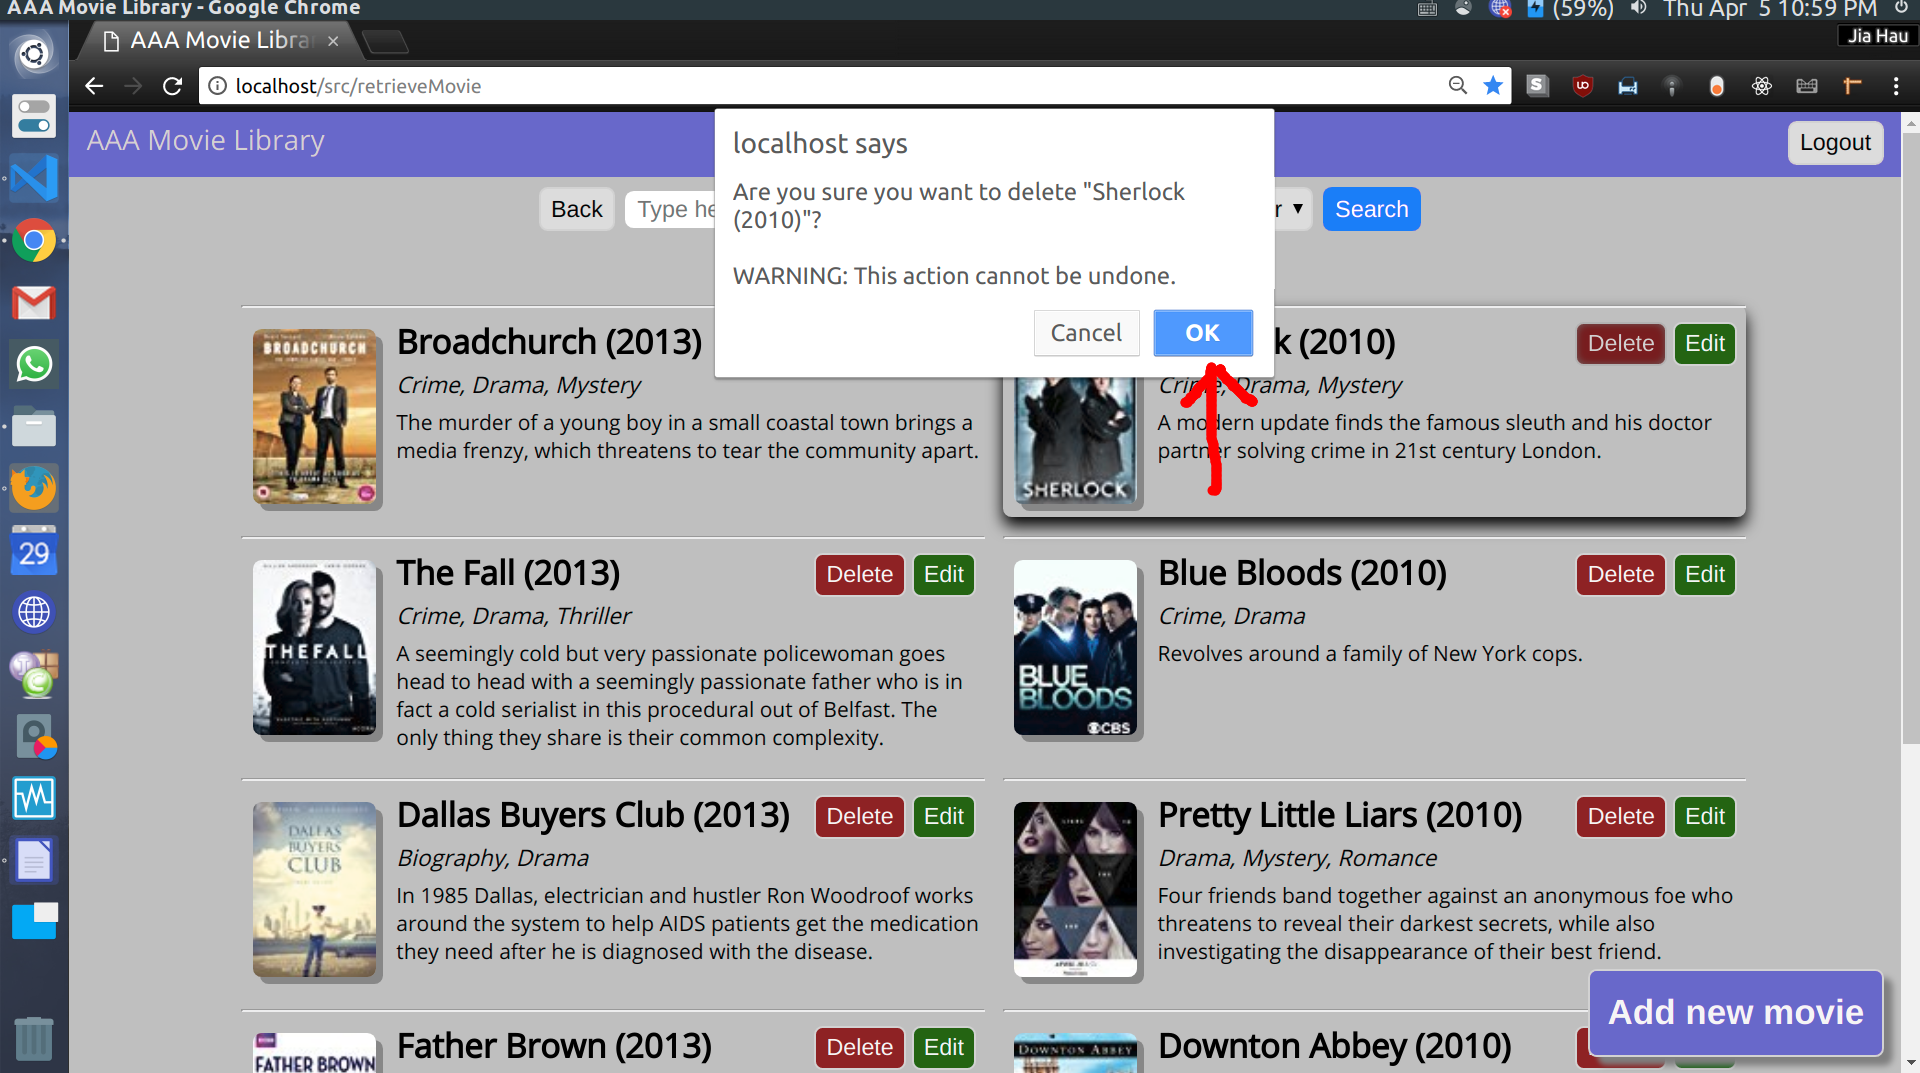 AAA Movie Library - Google Chrome
(59%) Thu Apr 5 10:59 PM
AAA Movie Libra
Jia Hau
localhost/src/retrieveMovie
AAA Movie Library
Logout
localhost says
Are you sure you want to delete "Sherlock
(2010)"?
WARNING: This action cannot be undone.
Cancel
OK
Back
Type he
r
Search
BROADCHURCH
Broadchurch (2013)
Crime, Drama, Mystery
The murder of a young boy in a small coastal town brings a
media frenzy, which threatens to tear the community apart.
SHERLOCK
k (2010)
Delete
Edit
Crime, Drama, Mystery
A modern update finds the famous sleuth and his doctor
partner solving crime in 21st century London.
THE FALL
The Fall (2013)
Delete
Edit
Crime, Drama, Thriller
A seemingly cold but very passionate policewoman goes
head to head with a seemingly passionate father who is in
fact a cold serialist in this procedural out of Belfast. The
only thing they share is their common complexity.
BLUE
BLOODS
CBS
Blue Bloods (2010)
Delete
Edit
Crime, Drama
Revolves around a family of New York cops.
29
DALLAS
BUYERS
CLUB
Dallas Buyers Club (2013)
Delete
Edit
Biography, Drama
In 1985 Dallas, electrician and hustler Ron Woodroof works
around the system to help AIDS patients get the medication
they need after he is diagnosed with the disease.
Pretty Little Liars (2010)
Delete
Edit
Drama, Mystery, Romance
Four friends band together against an anonymous foe who
threatens to reveal their darkest secrets, while also
investigating the disappearance of their best friend.
FATHER BROWN
Father Brown (2013)
Delete
Edit
DOWNTON ABBEY
Downton Abbey (2010)
Add new movie